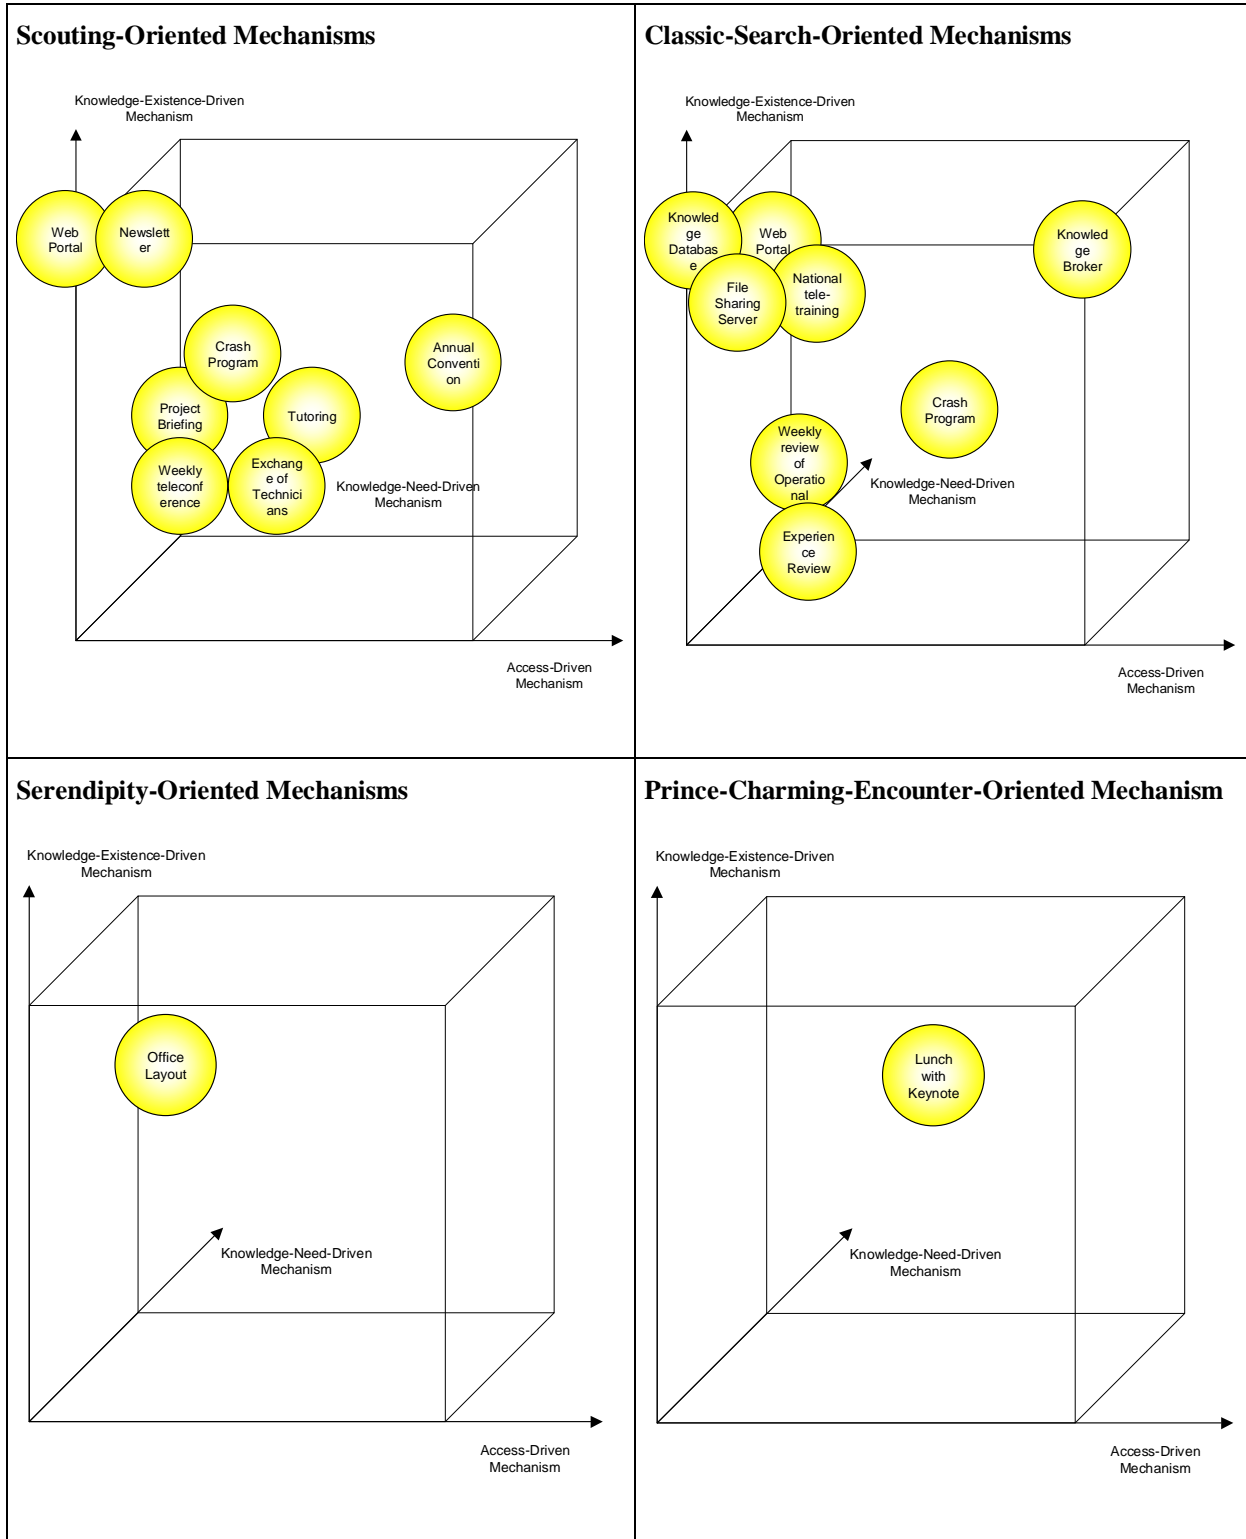 Scouting-Oriented Mechanisms
Knowledge-Existence-Driven
Mechanism
Web
Portal
Newslett
er
Crash
Program
Annual
Conventi
on
Project
Briefing
Tutoring
Weekly
teleconf
erence
Exchang
e of
Technici
ans
Knowledge-Need-Driven
Mechanism
Access-Driven
Mechanism
Classic-Search-Oriented Mechanisms
Knowledge-Existence-Driven
Mechanism
Knowled
ge
Databas
e
Web
Portal
Knowled
ge
Broker
File
Sharing
Server
National
tele-
training
Crash
Program
Weekly
review
of
Operatio
nal
Knowledge-Need-Driven
Mechanism
Experien
ce
Review
Access-Driven
Mechanism
Serendipity-Oriented Mechanisms
Knowledge-Existence-Driven
Mechanism
Office
Layout
Knowledge-Need-Driven
Mechanism
Access-Driven
Mechanism
Prince-Charming-Encounter-Oriented Mechanism
Knowledge-Existence-Driven
Mechanism
Lunch
with
Keynote
Knowledge-Need-Driven
Mechanism
Access-Driven
Mechanism